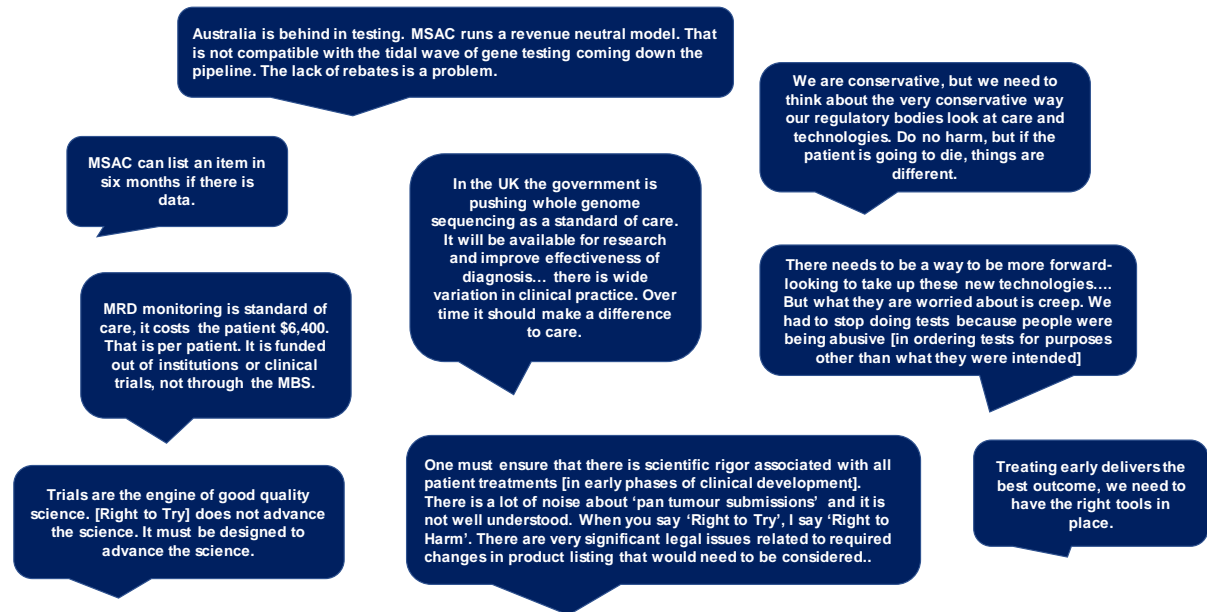 Australia is behind in testing. MSAC runs a revenue neutral model. That
is not compatible with the tidal wave of gene testing coming down the
pipeline. The lack of rebates is a problem.
We are conservative, but we need to
think about the very conservative way
our regulatory bodies look at care and
technologies. Do no harm, but if the
patient is going to die, things are
different.
MSAC can list an item in
six months if there is
data.
In the UK the government is
pushing whole genome
sequencing as a standard of care.
It will be available for research
and improve effectiveness of
diagnosis… there is wide
variation in clinical practice. Over
time it should make a difference
to care.
There needs to be a way to be more forward-
looking to take up these new technologies….
But what they are worried about is creep. We
had to stop doing tests because people were
being abusive [in ordering tests for purposes
other than what they were intended]
MRD monitoring is standard of
care, it costs the patient $6,400.
That is per patient. It is funded
out of institutions or clinical
trials, not through the MBS.
One must ensure that there is scientific rigor associated with all
patient treatments [in early phases of clinical development].
There is a lot of noise about ‘pan tumour submissions’ and it is
not well understood. When you say ‘Right to Try’, I say ‘Right to
Harm’. There are very significant legal issues related to required
changes in product listing that would need to be considered..
Treating early delivers the
best outcome, we need to
have the right tools in
place.
Trials are the engine of good quality
science. [Right to Try] does not advance
the science. It must be designed to
advance the science.